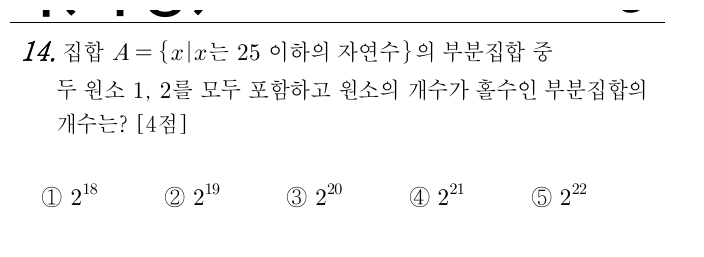 14. 집합 A = {x|x는 25 이하의 자연수}의 부분집합 중
두 원소 1, 2를 모두 포함하고 원소의 개수가 홀수인 부분집합의
개수는? [4점]
① 2^18 ② 2^19 ③ 2^20 ④ 2^21 ⑤ 2^22